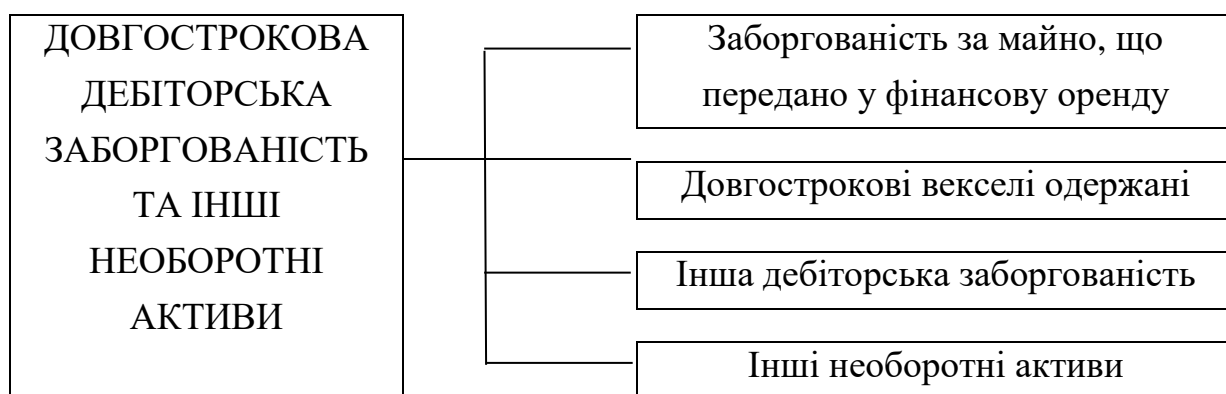 ДОВГОСТРОКОВА
ДЕБІТОРСЬКА
ЗАБОРГОВАНІСТЬ
ТА ІНШІ
НЕОБОРОТНІ
АКТИВИ
Заборгованість за майно, що
передано у фінансову оренду
Довгострокові векселі одержані
Інша дебіторська заборгованість
Інші необоротні активи